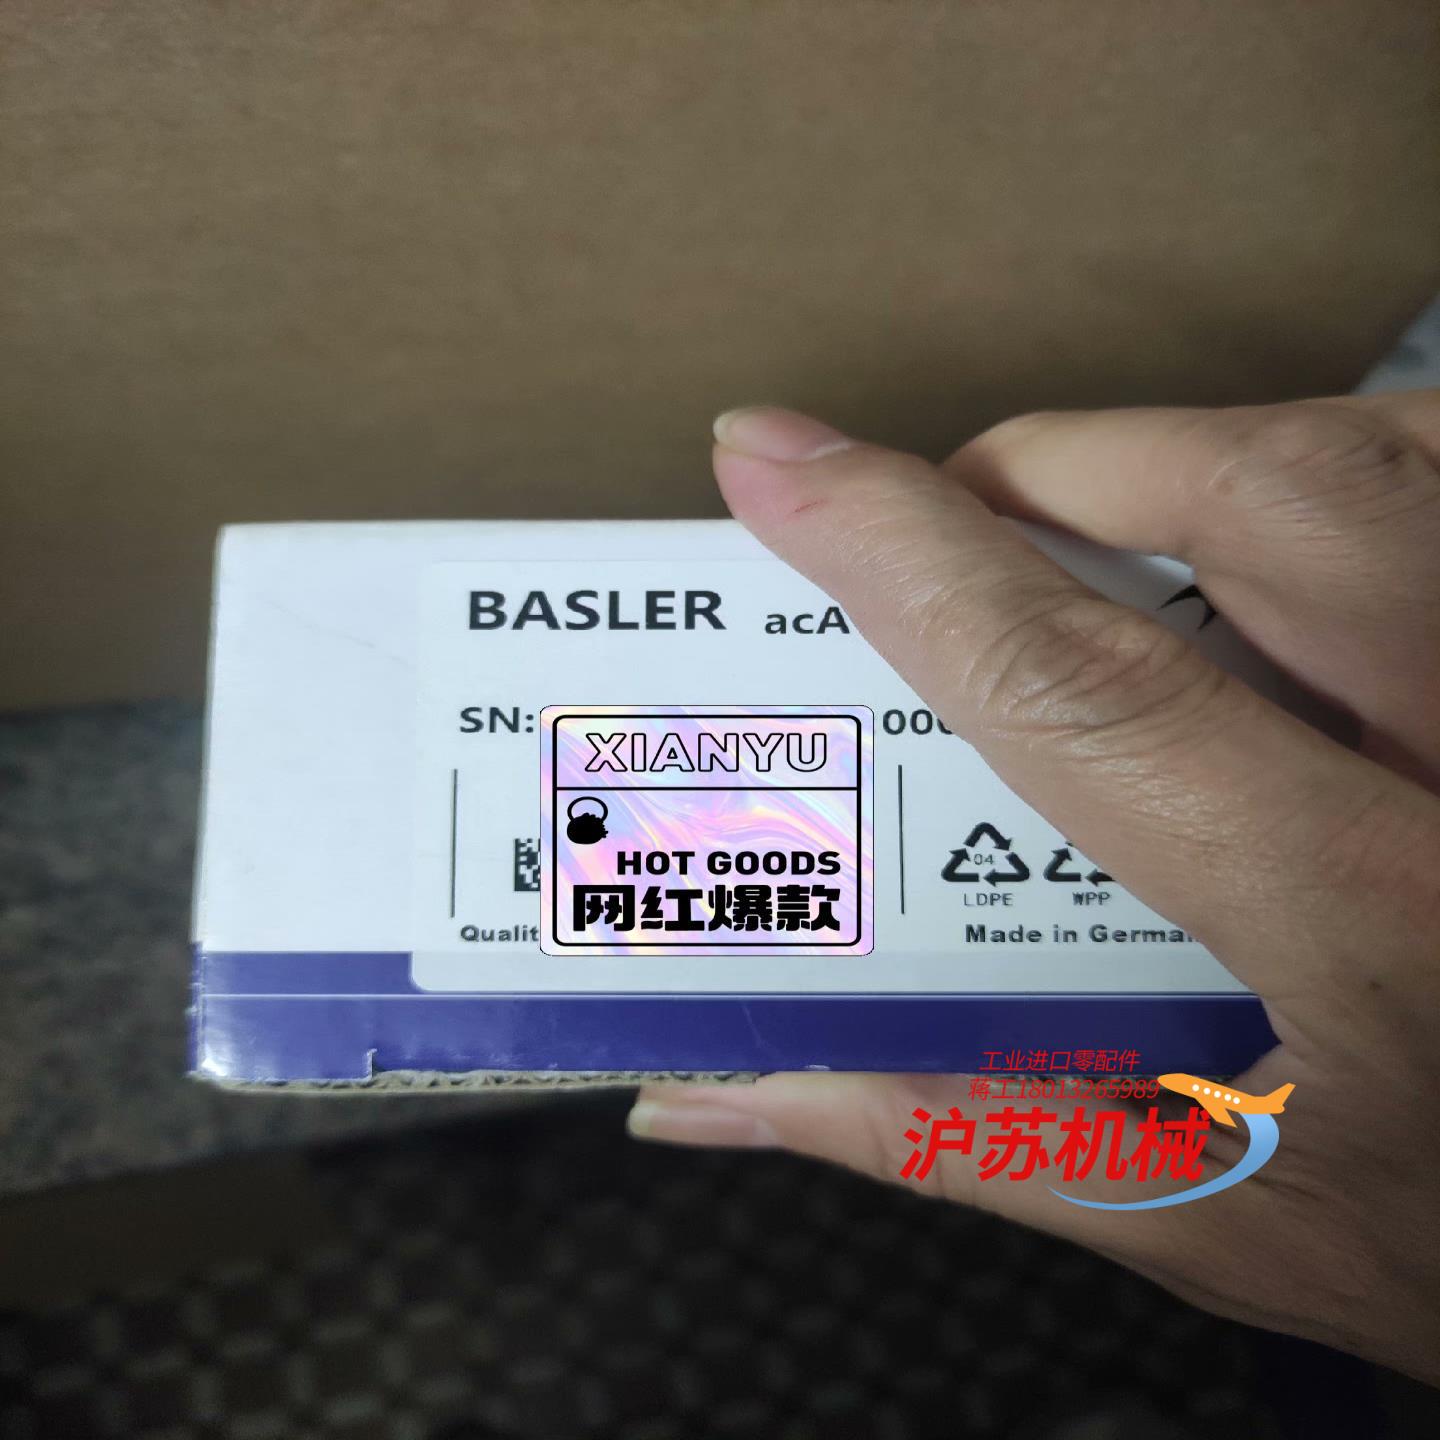 BASLER acA
SN:
000
XIANYU
HOT GOODS
网红爆款
04
LDPE
WPP
Qualit
Made in German
工业进口零配件
蒋工18013265989
沪苏机械